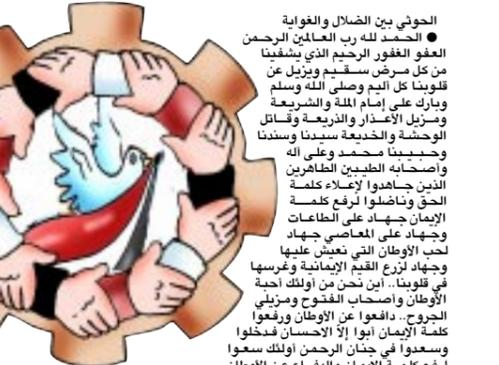 الحوثي بين الضلال والغواية
● الحمد لله رب العالمين الرحمن
العفو الغفور الرحيم الذي يشفينا
من كل مرض سقيم ويزيل عن
قلوبنا كل أليم وصلى الله وسلم
وبارك على إمام الملة والشريعة
ومزيل الأعذار والذريعة وقاتل
الوحشة والخديعة سيدنا وسندنا
وحبيبنا محمد وعلى آله
وأصحابه الطيبين الطاهرين
الذين جاهدوا لإعلاء كلمة
الحق وناضلوا لرفع كلمة
الإيمان جهاد على الطاعات
وجهاد على المعاصي جهاد
لحب الأوطان التي نعيش عليها
وجهاد لزرع القيم الإيمانية وغرسها
في قلوبنا.. أين نحن من أولئك أحبة
الأوطان وأصحاب الفتوح ومزيلي
الجروح.. دافعوا عن الأوطان ورفعوا
كلمة الإيمان أبوا إلاّ الاحسان فدخلوا
وسعدوا في جنان الرحمن أولئك سعوا